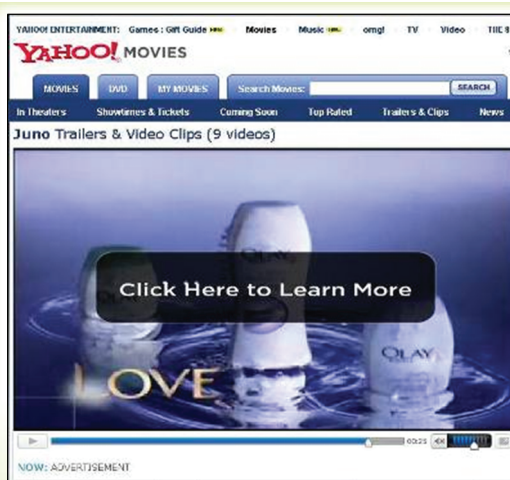 YAHOO! ENTERTAINMENT: Games : Gift Guide Movies Music omg! TV Video THE 9
YAHOO! MOVIES
MOVIES DVD MY MOVIES Search Movies: SEARCH
In Theaters Showtimes & Tickets Coming Soon Top Rated Trailers & Clips News
Juno Trailers & Video Clips (9 videos)
OLAY
Click Here to Learn More
OLAY
LOVE
00:25
NOW: ADVERTISEMENT